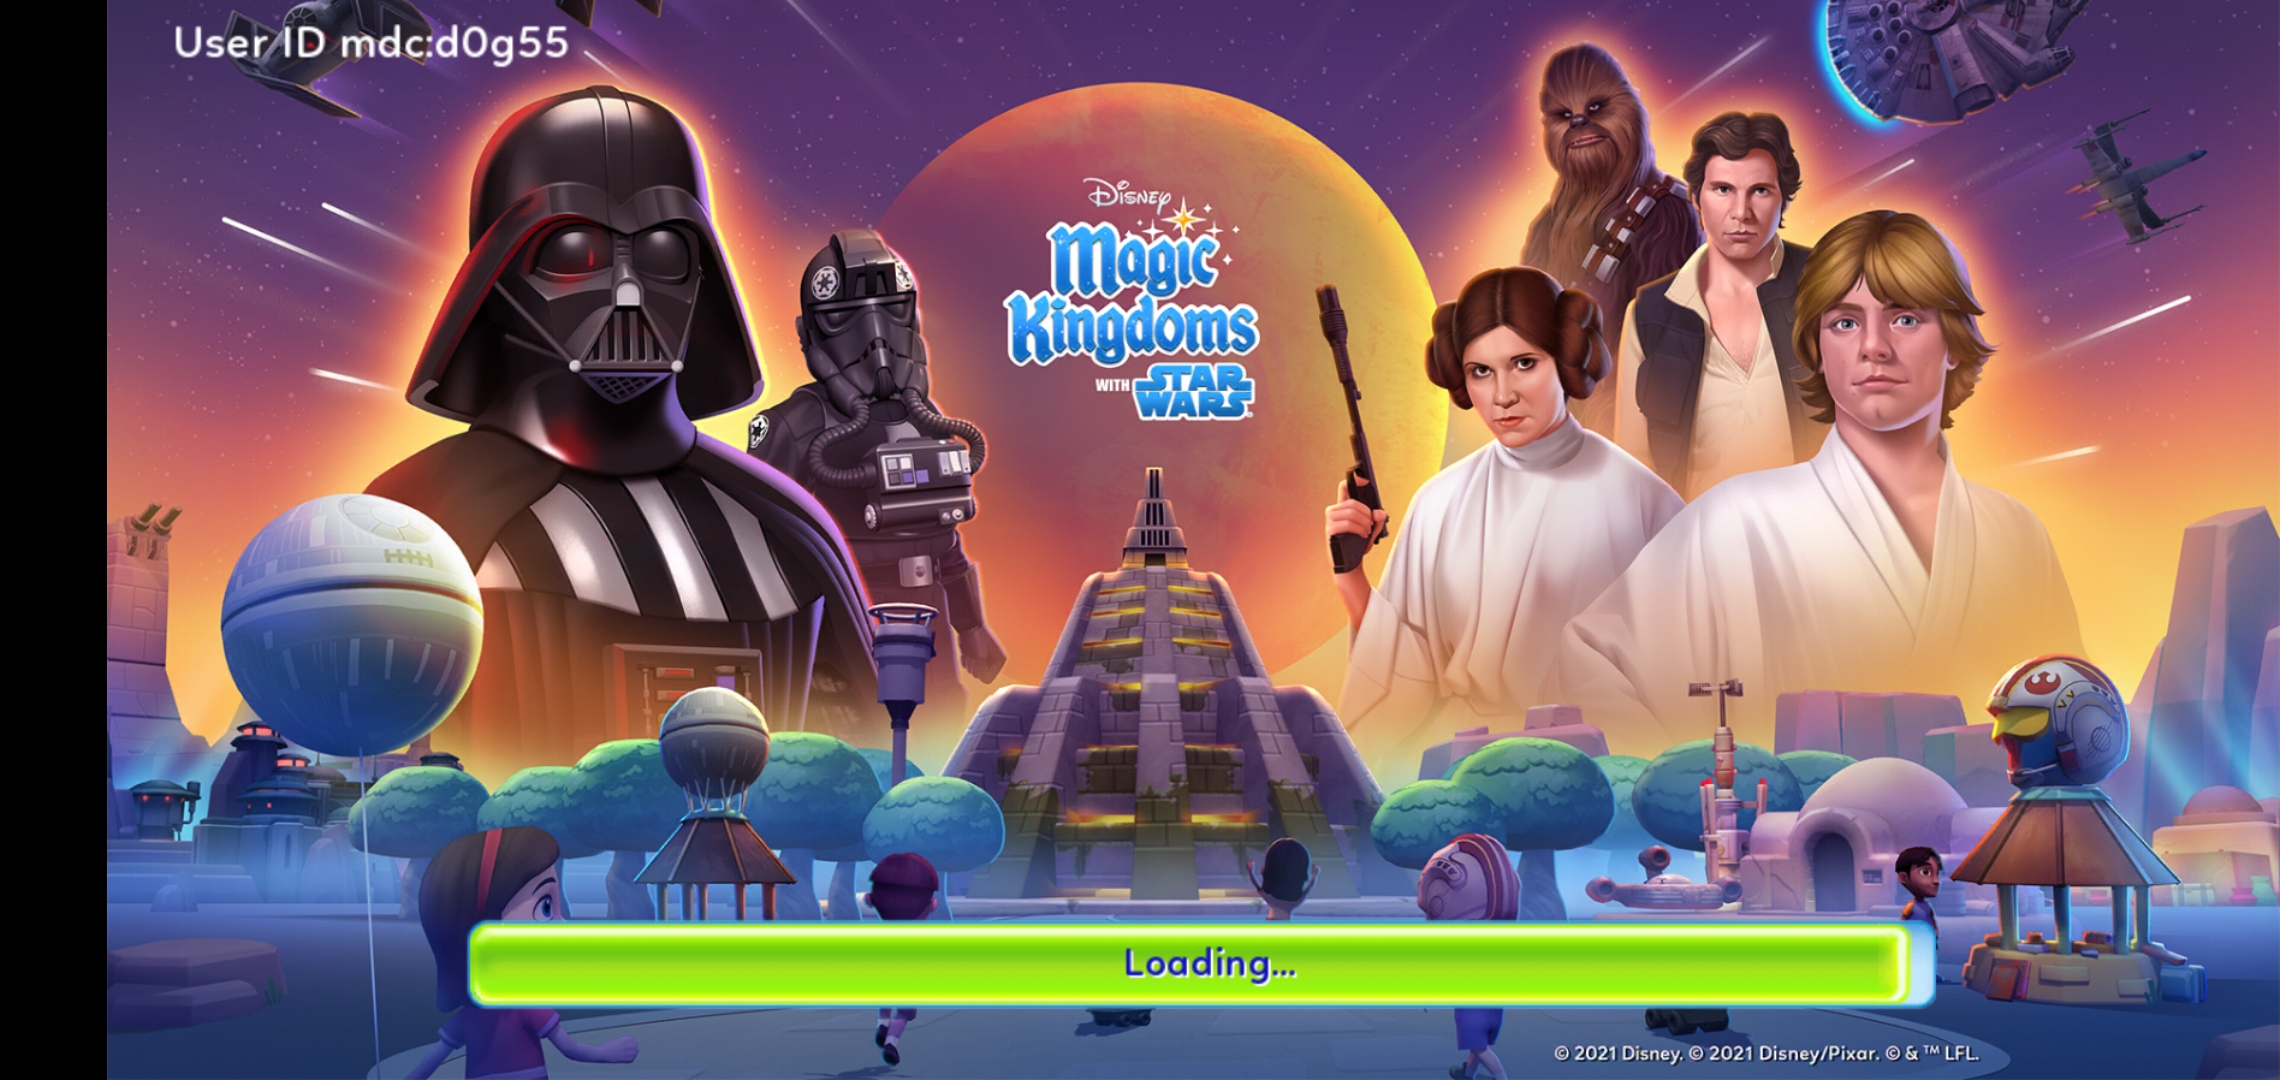 User ID mdc:d0g55
Disney
Magic
Kingdoms
WITH STAR
WARS
Loading...
© 2021 Disney. © 2021 Disney/Pixar. © & ™ LFL.